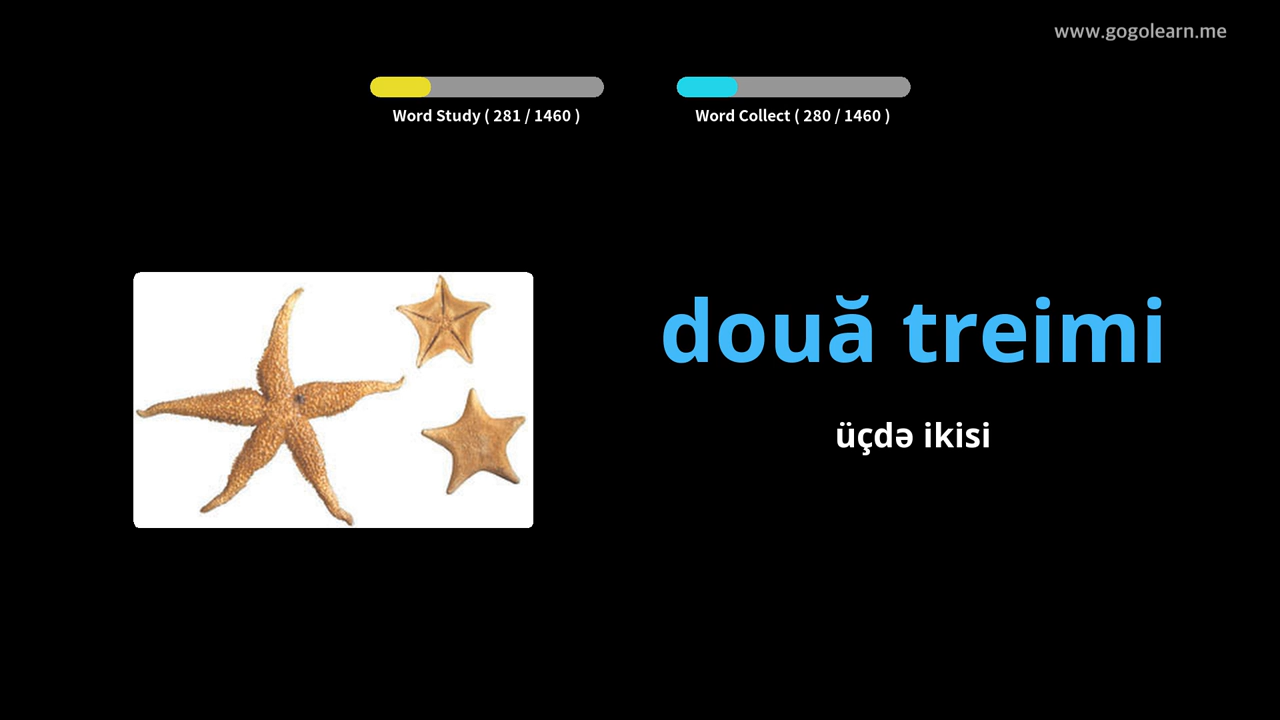 www.gogolearn.me
Word Study ( 281 / 1460 )
Word Collect ( 280 / 1460 )
două treimi
üçdə ikisi